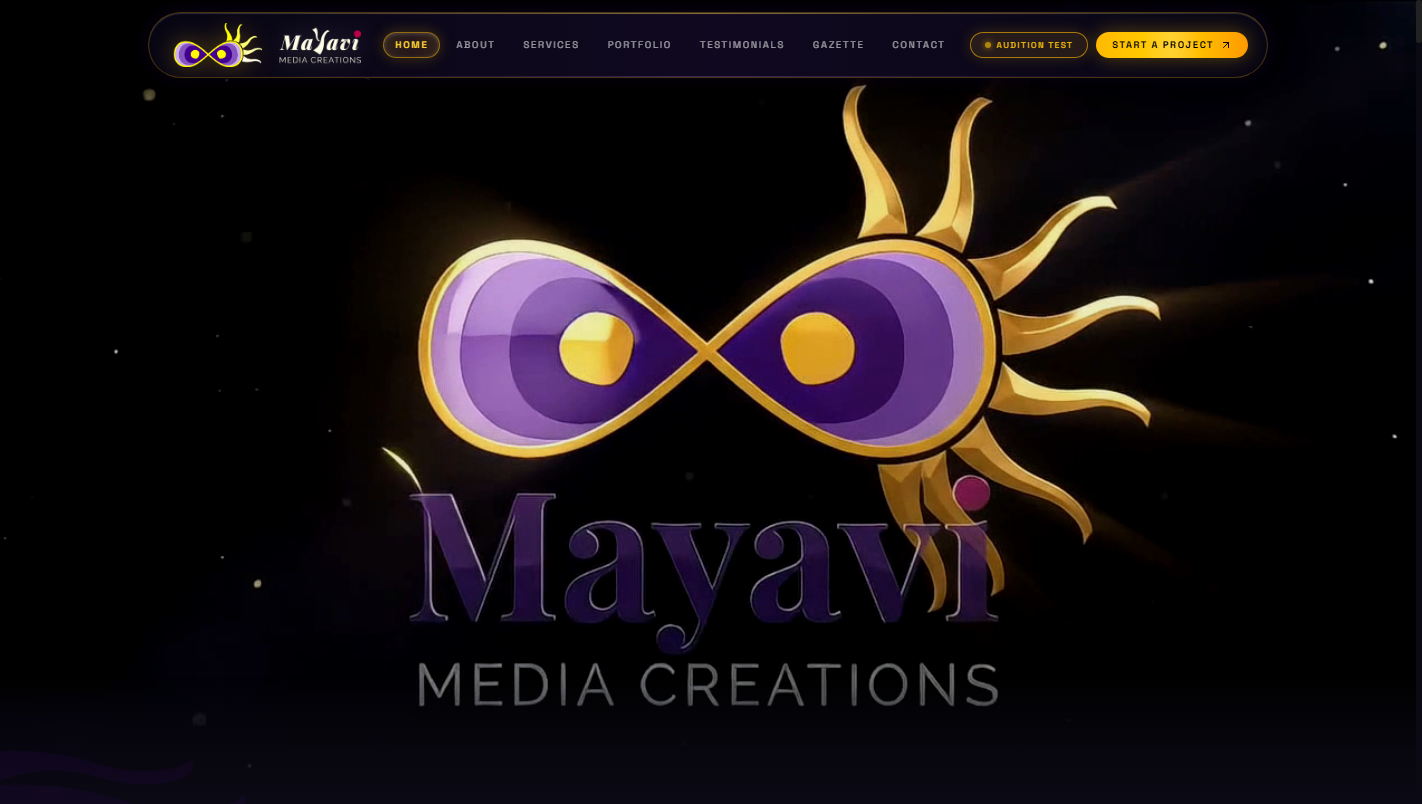 Mayavi
MEDIA CREATIONS
HOME
ABOUT
SERVICES
PORTFOLIO
TESTIMONIALS
GAZETTE
CONTACT
AUDITION TEST
START A PROJECT
Mayavi
MEDIA CREATIONS